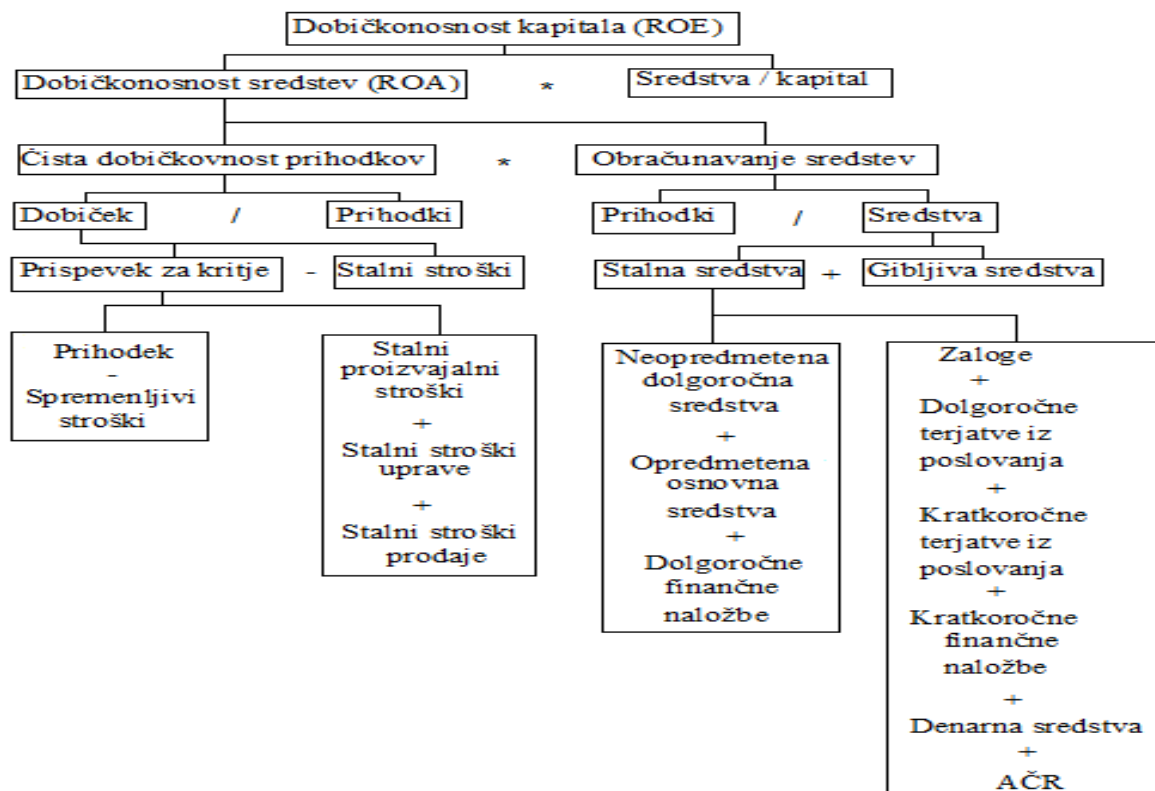 Dobičkonosnost kapitala (ROE)
Dobičkonosnost sredstev (ROA) * Sredstva / kapital
Čista dobičkovnost prihodkov * Obračunavanje sredstev
Dobiček / Prihodki Prihodki / Sredstva
Prispevek za kritje - Stalni stroški Stalna sredstva + Gibljiva sredstva
Prihodek
-
Spremenljivi
stroški
Stalni
proizvajalni
stroški
+
Stalni stroški
uprave
+
Stalni stroški
prodaje
Neopredmetena
dolgoročna
sredstva
+
Opredmetena
osnovna
sredstva
+
Dolgoročne
finančne
naložbe
Zaloge
+
Dolgoročne
terjatve iz
poslovanja
+
Kratkoročne
terjatve iz
poslovanja
+
Kratkoročne
finančne
naložbe
+
Denarna sredstva
+
AČR